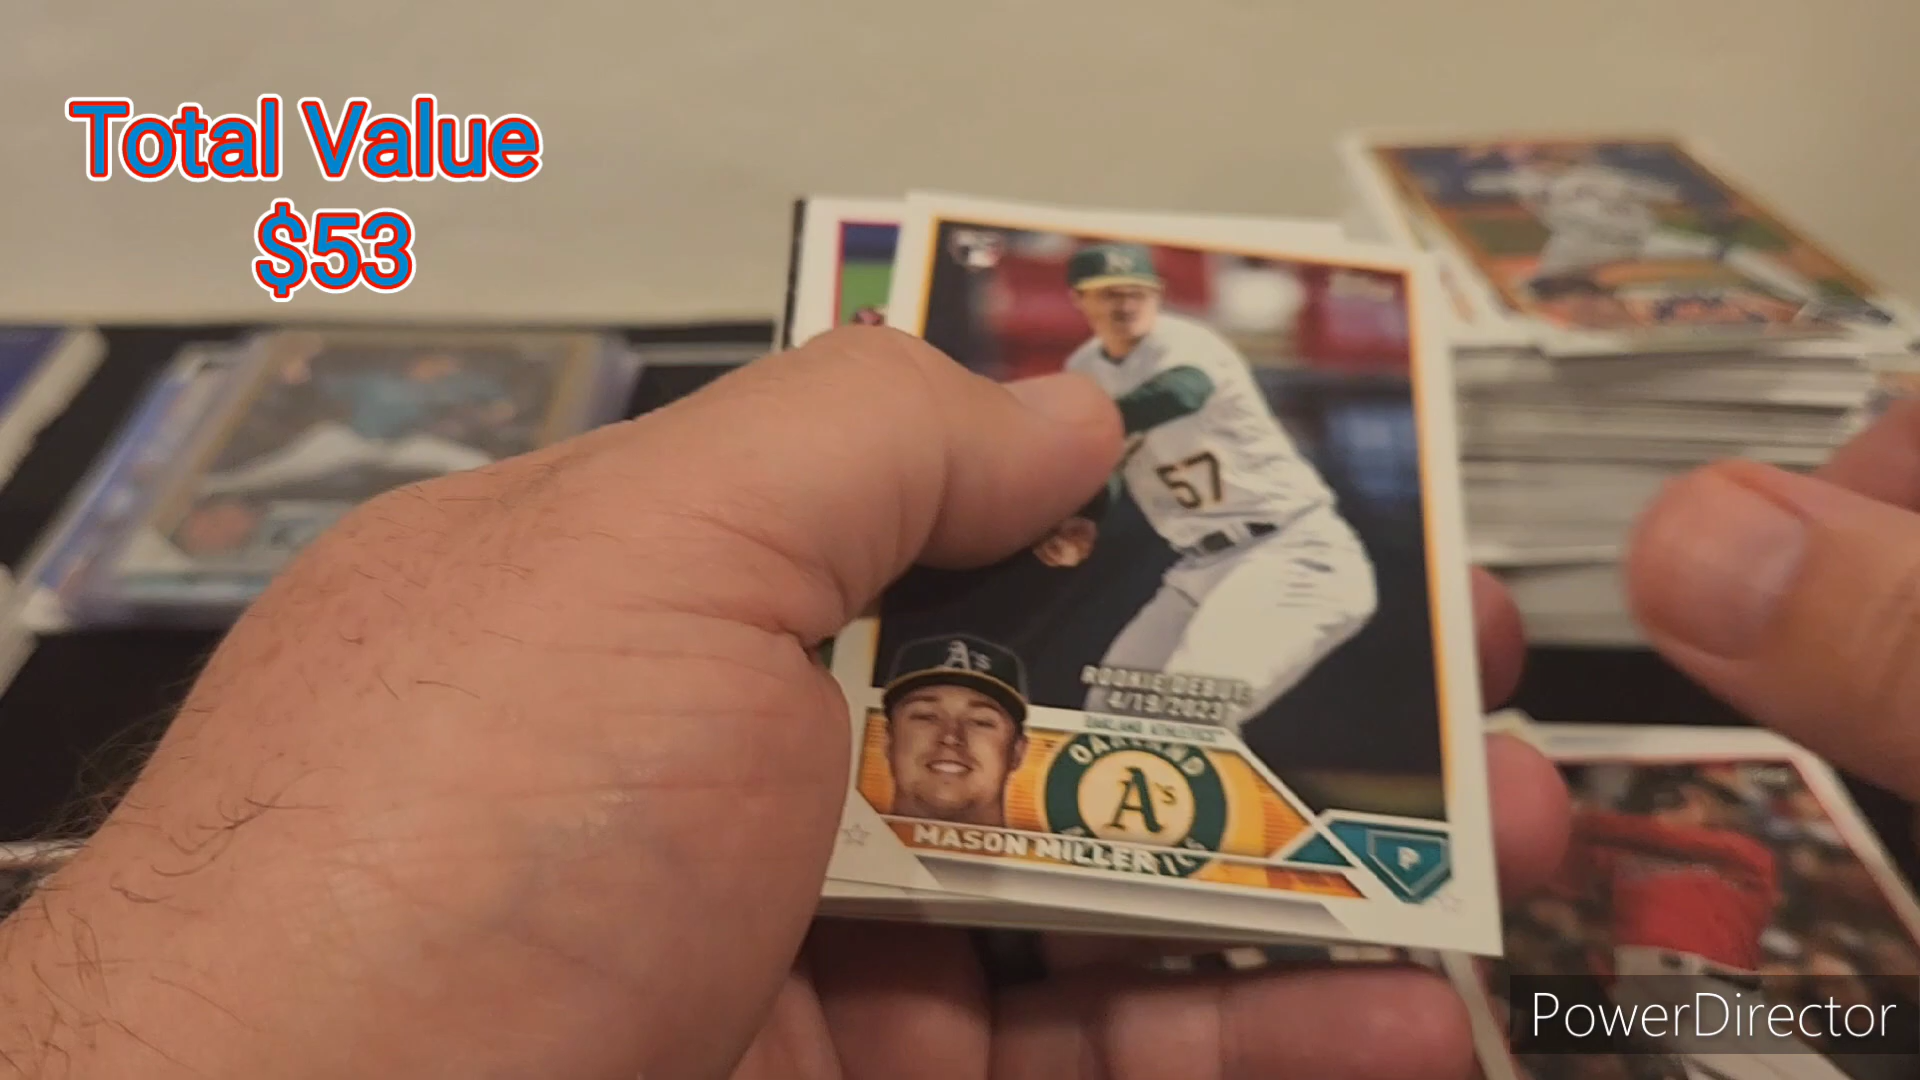 Total Value
$53
57
ROOKIE DEBUT
4/19/2023
OAKLAND ATHLETICS
OAKLAND
A's
A's
MASON MILLER
P
PowerDirector